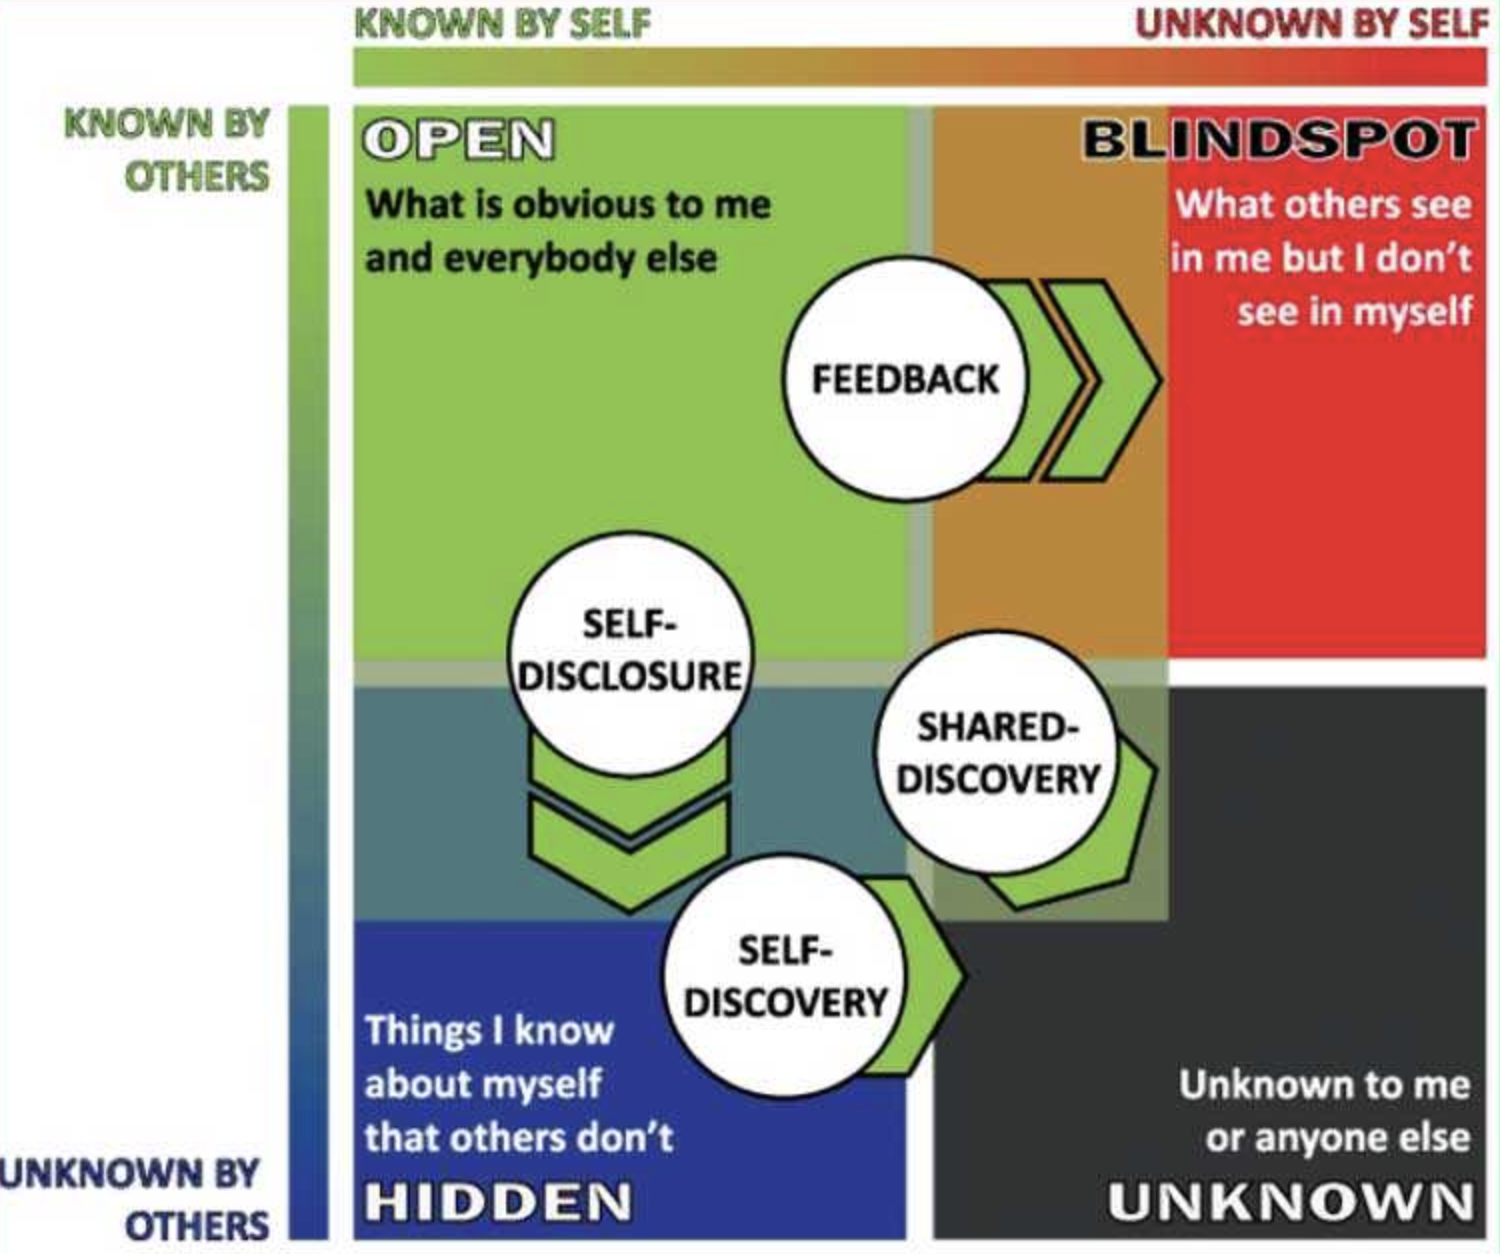 KNOWN BY SELF
UNKNOWN BY SELF
KNOWN BY
OTHERS
OPEN
What is obvious to me
and everybody else
BLINDSPOT
What others see
in me but I don't
see in myself
FEEDBACK
SELF-
DISCLOSURE
SHARED-
DISCOVERY
SELF-
DISCOVERY
Things I know
about myself
that others don't
HIDDEN
Unknown to me
or anyone else
UNKNOWN
UNKNOWN BY
OTHERS